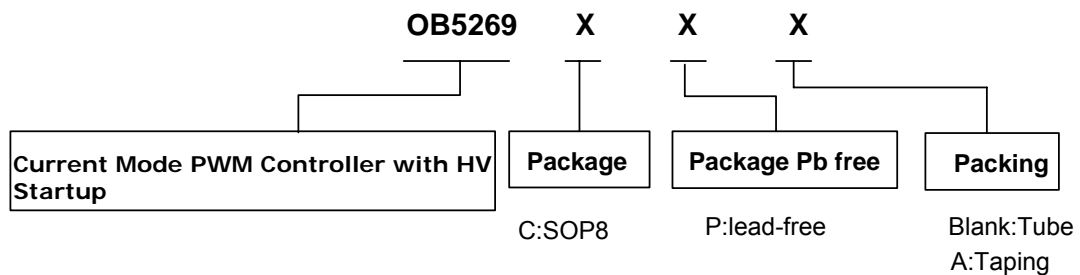 OB5269 X X X
Current Mode PWM Controller with HV
Startup
Package
Package Pb free
Packing
C:SOP8
P:lead-free
Blank:Tube
A:Taping